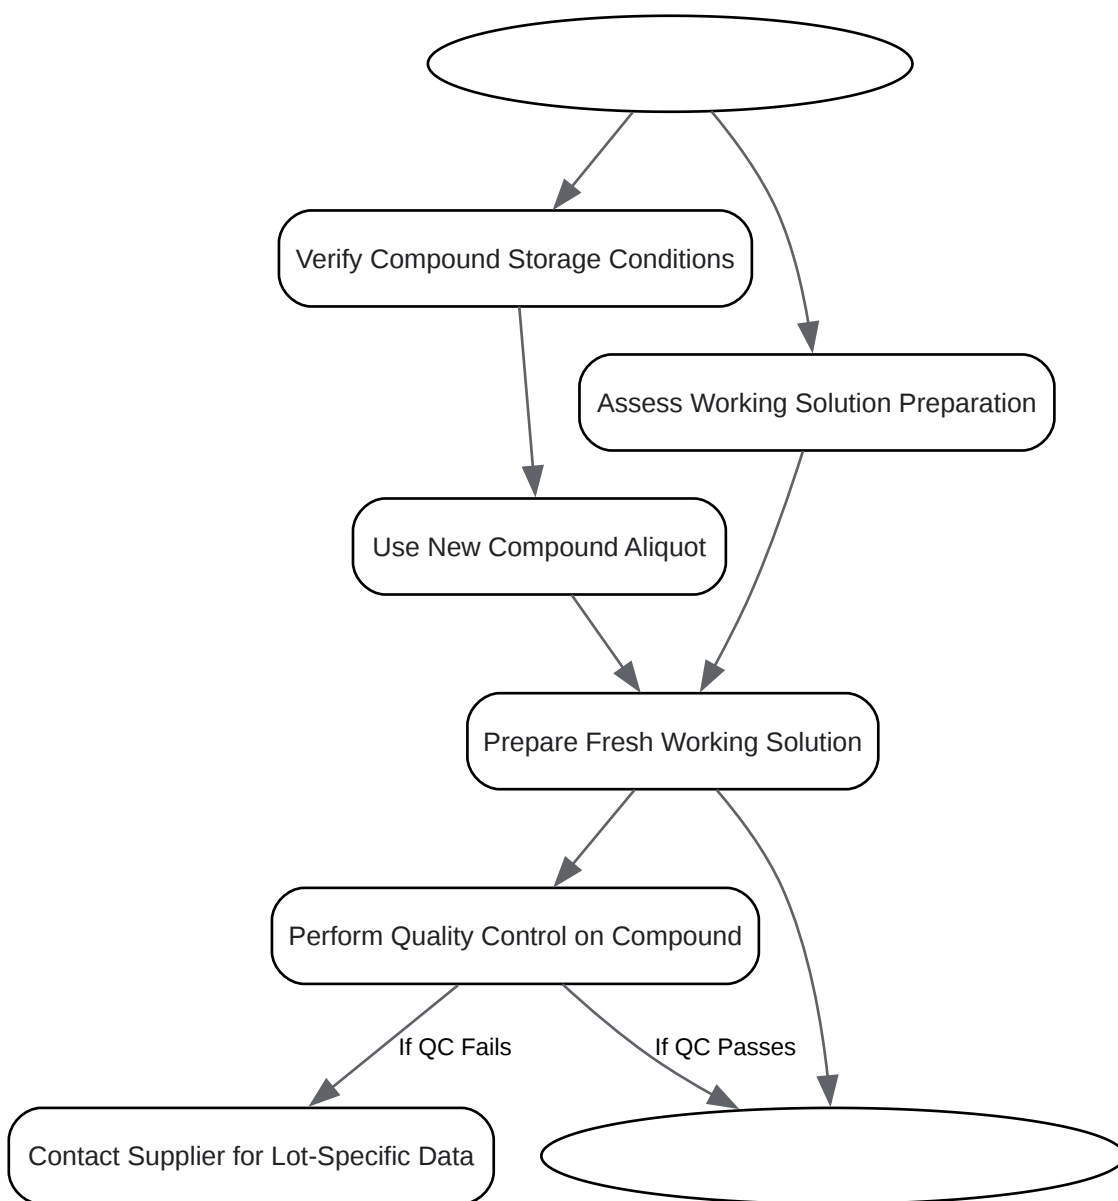 Verify Compound Storage Conditions
Assess Working Solution Preparation
Use New Compound Aliquot
Prepare Fresh Working Solution
Perform Quality Control on Compound
If QC Fails
If QC Passes
Contact Supplier for Lot-Specific Data